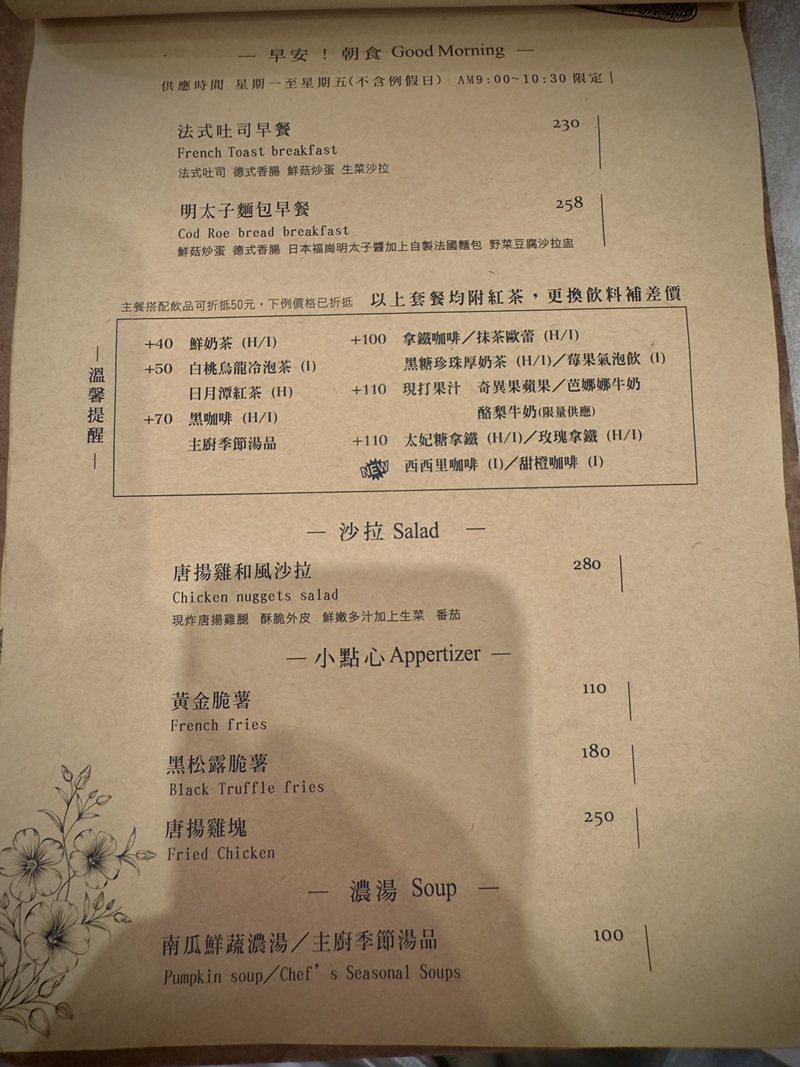 — 早安 ! 朝食 Good Morning —
供應時間 星期一至星期五(不含例假日) AM9:00~10:30 限定
法式吐司早餐 230
French Toast breakfast
法式吐司 德式香腸 鮮菇炒蛋 生菜沙拉
明太子麵包早餐 258
Cod Roe bread breakfast
鮮菇炒蛋 德式香腸 日本福崗明太子醬加上自製法國麵包 野菜豆腐沙拉盅
主餐搭配飲品可折抵50元，下例價格已折抵 以上套餐均附紅茶，更換飲料補差價
— 溫馨提醒 —
+40 鮮奶茶 (H/I)
+50 白桃烏龍冷泡茶 (I)
日月潭紅茶 (H)
+70 黑咖啡 (H/I)
主廚季節湯品
+100 拿鐵咖啡／抹茶歐蕾 (H/I)
黑糖珍珠厚奶茶 (H/I)／莓果氣泡飲 (I)
+110 現打果汁 奇異果蘋果／芭娜娜牛奶
酪梨牛奶(限量供應)
+110 太妃糖拿鐵 (H/I)／玫瑰拿鐵 (H/I)
NEW 西西里咖啡 (I)／甜橙咖啡 (I)
— 沙拉 Salad —
唐揚雞和風沙拉 280
Chicken nuggets salad
現炸唐揚雞腿 酥脆外皮 鮮嫩多汁加上生菜 番茄
— 小點心 Appertizer —
黃金脆薯 110
French fries
黑松露脆薯 180
Black Truffle fries
唐揚雞塊 250
Fried Chicken
— 濃湯 Soup —
南瓜鮮蔬濃湯／主廚季節湯品 100
Pumpkin soup／Chef's Seasonal Soups